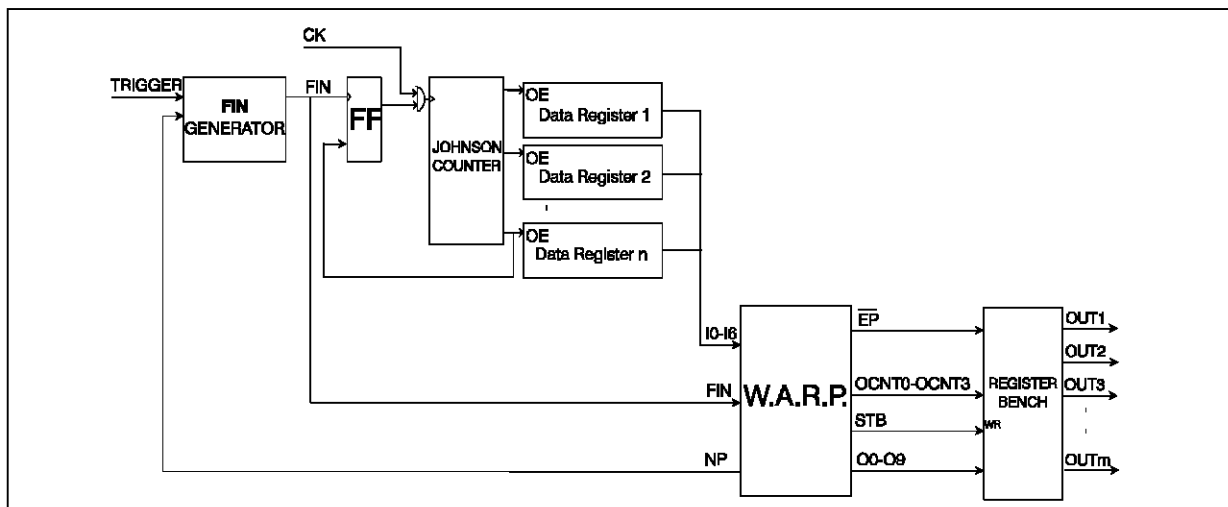 CK
TRIGGER
FIN
GENERATOR
FIN
FF
JOHNSON
COUNTER
OE
Data Register 1
OE
Data Register 2
OE
Data Register n
I0-I6
FIN
NP
W.A.R.P.
EP
OCNT0-OCNT3
STB
O0-O9
REGISTER
BENCH
WR
OUT1
OUT2
OUT3
OUTm